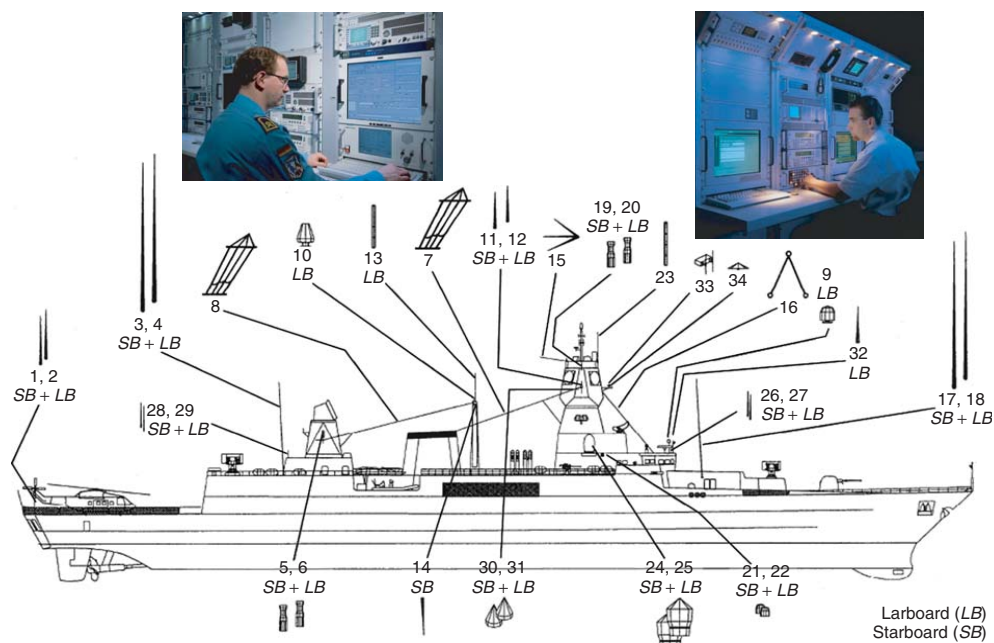 10
LB
13
LB
7
11, 12
SB + LB
15
19, 20
SB + LB
23
33
34
16
9
LB
8
3, 4
SB + LB
1, 2
SB + LB
28, 29
SB + LB
32
LB
26, 27
SB + LB
17, 18
SB + LB
5, 6
SB + LB
14
SB
30, 31
SB + LB
24, 25
SB + LB
21, 22
SB + LB
Larboard (LB)
Starboard (SB)